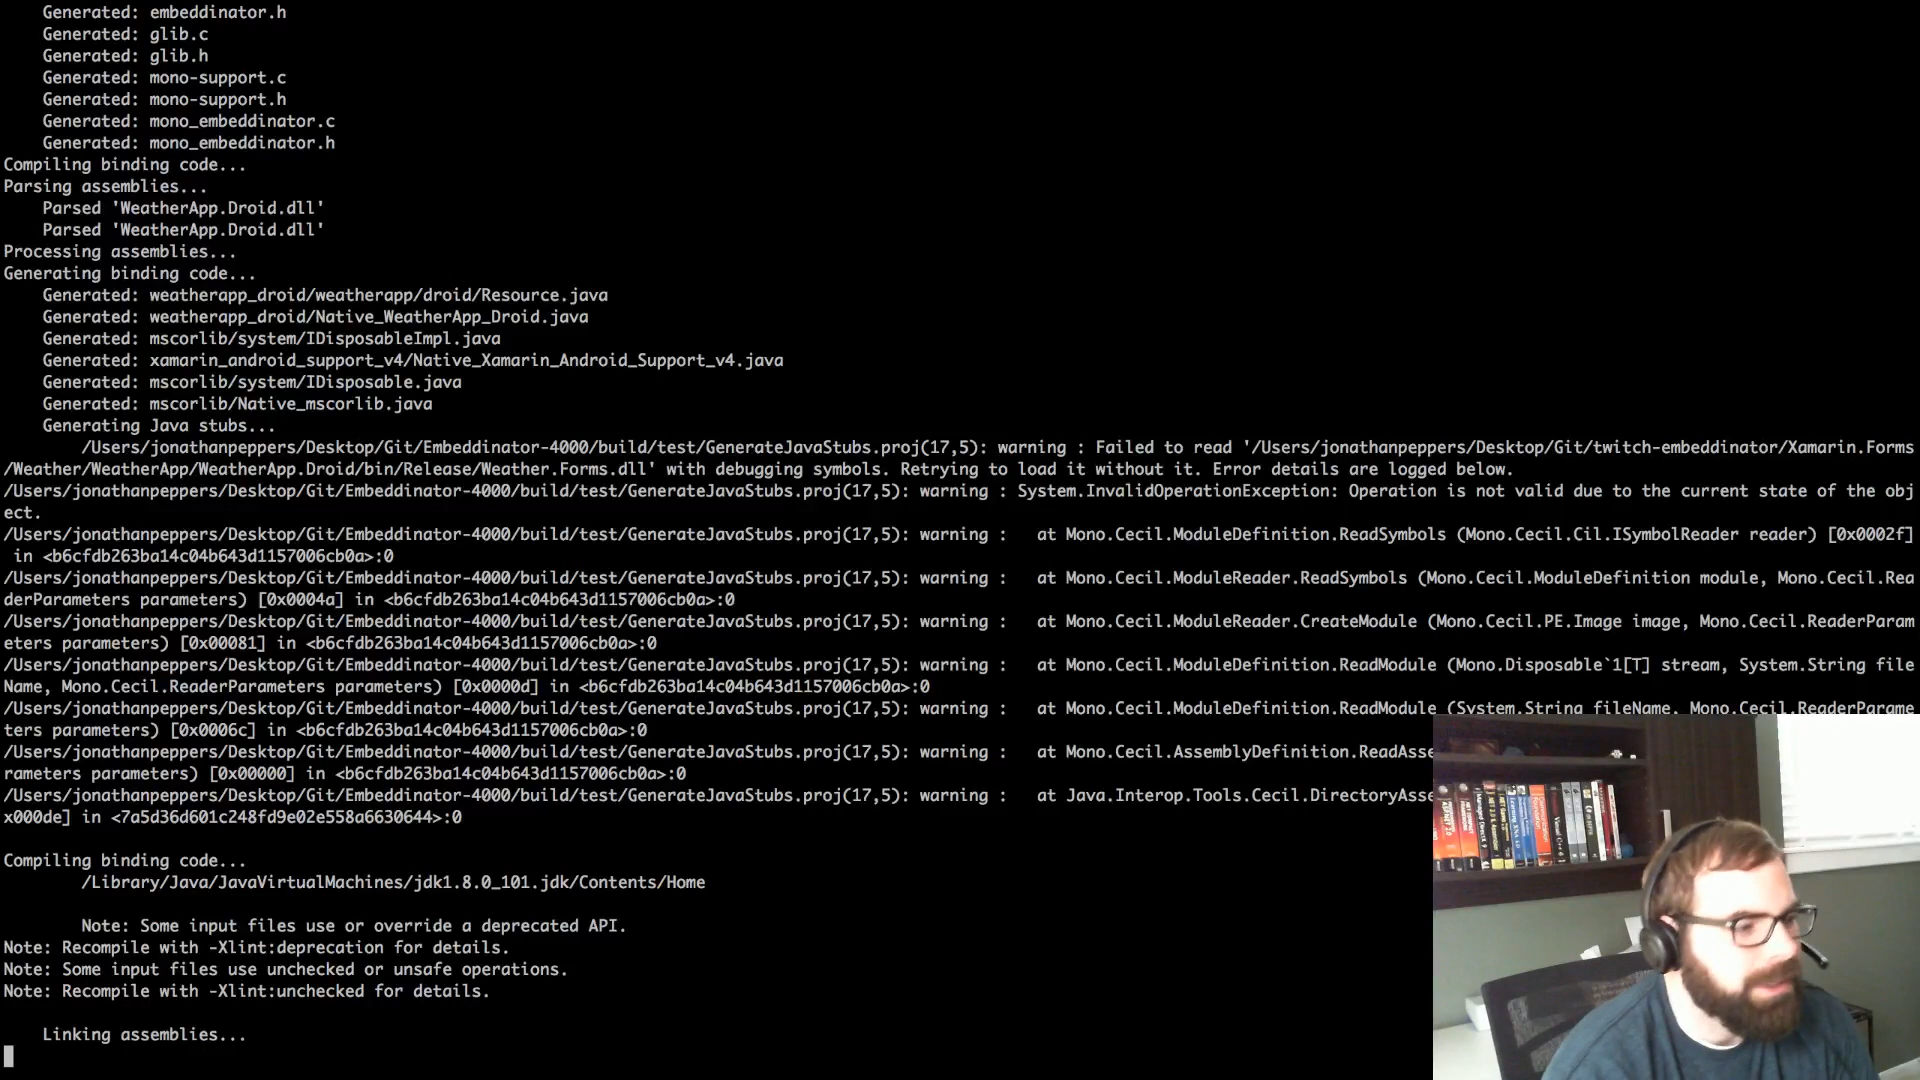 Generated: embeddinator.h
Generated: glib.c
Generated: glib.h
Generated: mono-support.c
Generated: mono-support.h
Generated: mono_embeddinator.c
Generated: mono_embeddinator.h
Compiling binding code...
Parsing assemblies...
Parsed 'WeatherApp.Droid.dll'
Parsed 'WeatherApp.Droid.dll'
Processing assemblies...
Generating binding code...
Generated: weatherapp_droid/weatherapp/droid/Resource.java
Generated: weatherapp_droid/Native_WeatherApp_Droid.java
Generated: mscorlib/system/IDisposableImpl.java
Generated: xamarin_android_support_v4/Native_Xamarin_Android_Support_v4.java
Generated: mscorlib/system/IDisposable.java
Generated: mscorlib/Native_mscorlib.java
Generating Java stubs...
/Users/jonathanpeppers/Desktop/Git/Embeddinator-4000/build/test/GenerateJavaStubs.proj(17,5): warning : Failed to read '/Users/jonathanpeppers/Desktop/Git/twitch-embeddinator/Xamarin.Forms
/Weather/WeatherApp/WeatherApp.Droid/bin/Release/Weather.Forms.dll' with debugging symbols. Retrying to load it without it. Error details are logged below.
/Users/jonathanpeppers/Desktop/Git/Embeddinator-4000/build/test/GenerateJavaStubs.proj(17,5): warning : System.InvalidOperationException: Operation is not valid due to the current state of the obj
ect.
/Users/jonathanpeppers/Desktop/Git/Embeddinator-4000/build/test/GenerateJavaStubs.proj(17,5): warning :   at Mono.Cecil.ModuleDefinition.ReadSymbols (Mono.Cecil.Cil.ISymbolReader reader) [0x0002f]
in <b6cfdb263ba14c04b643d1157006cb0a>:0
/Users/jonathanpeppers/Desktop/Git/Embeddinator-4000/build/test/GenerateJavaStubs.proj(17,5): warning :   at Mono.Cecil.ModuleReader.ReadSymbols (Mono.Cecil.ModuleDefinition module, Mono.Cecil.Rea
derParameters parameters) [0x0004a] in <b6cfdb263ba14c04b643d1157006cb0a>:0
/Users/jonathanpeppers/Desktop/Git/Embeddinator-4000/build/test/GenerateJavaStubs.proj(17,5): warning :   at Mono.Cecil.ModuleReader.CreateModule (Mono.Cecil.PE.Image image, Mono.Cecil.ReaderParam
eters parameters) [0x00081] in <b6cfdb263ba14c04b643d1157006cb0a>:0
/Users/jonathanpeppers/Desktop/Git/Embeddinator-4000/build/test/GenerateJavaStubs.proj(17,5): warning :   at Mono.Cecil.ModuleDefinition.ReadModule (Mono.Disposable`1[T] stream, System.String file
Name, Mono.Cecil.ReaderParameters parameters) [0x0000d] in <b6cfdb263ba14c04b643d1157006cb0a>:0
/Users/jonathanpeppers/Desktop/Git/Embeddinator-4000/build/test/GenerateJavaStubs.proj(17,5): warning :   at Mono.Cecil.ModuleDefinition.ReadModule (System.String fileName, Mono.Cecil.ReaderParame
ters parameters) [0x0006c] in <b6cfdb263ba14c04b643d1157006cb0a>:0
/Users/jonathanpeppers/Desktop/Git/Embeddinator-4000/build/test/GenerateJavaStubs.proj(17,5): warning :   at Mono.Cecil.AssemblyDefinition.ReadAsse
rameters parameters) [0x00000] in <b6cfdb263ba14c04b643d1157006cb0a>:0
/Users/jonathanpeppers/Desktop/Git/Embeddinator-4000/build/test/GenerateJavaStubs.proj(17,5): warning :   at Java.Interop.Tools.Cecil.DirectoryAsse
x000de] in <7a5d36d601c248fd9e02e558a6630644>:0
Compiling binding code...
/Library/Java/JavaVirtualMachines/jdk1.8.0_101.jdk/Contents/Home
Note: Some input files use or override a deprecated API.
Note: Recompile with -Xlint:deprecation for details.
Note: Some input files use unchecked or unsafe operations.
Note: Recompile with -Xlint:unchecked for details.
Linking assemblies...